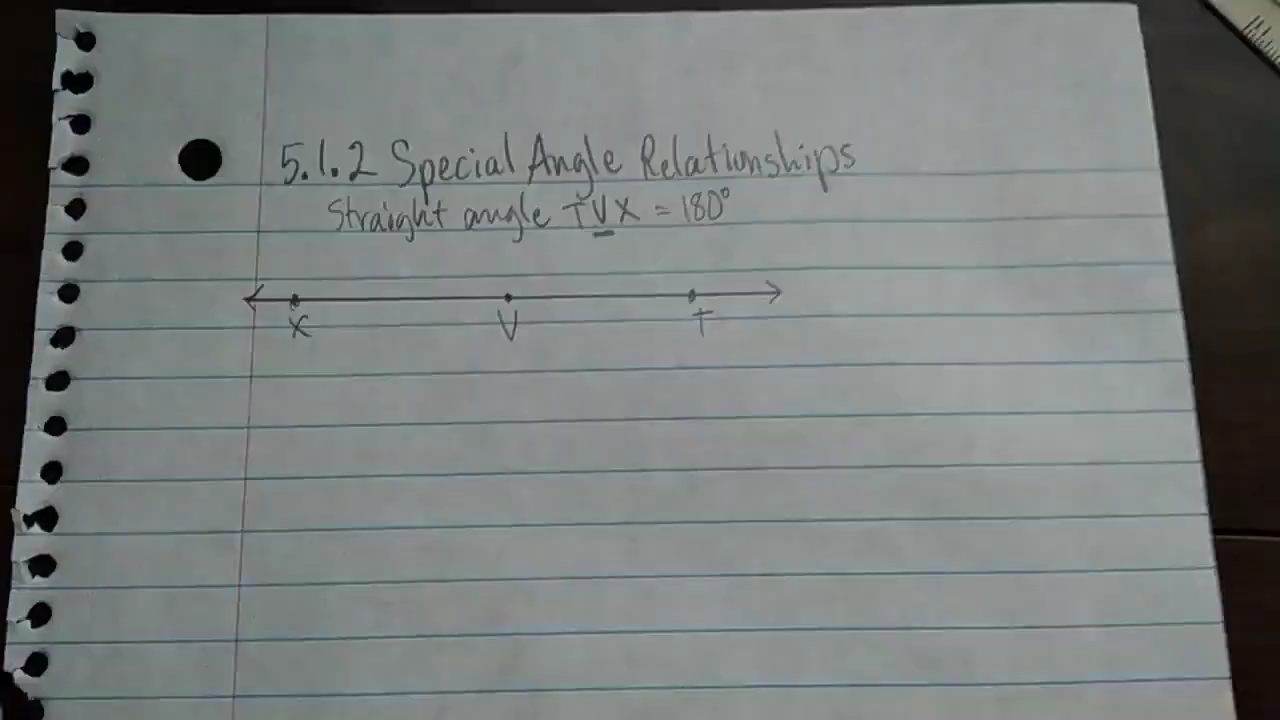 5.1.2 Special Angle Relationships
Straight angle TVX = 180°
X V T